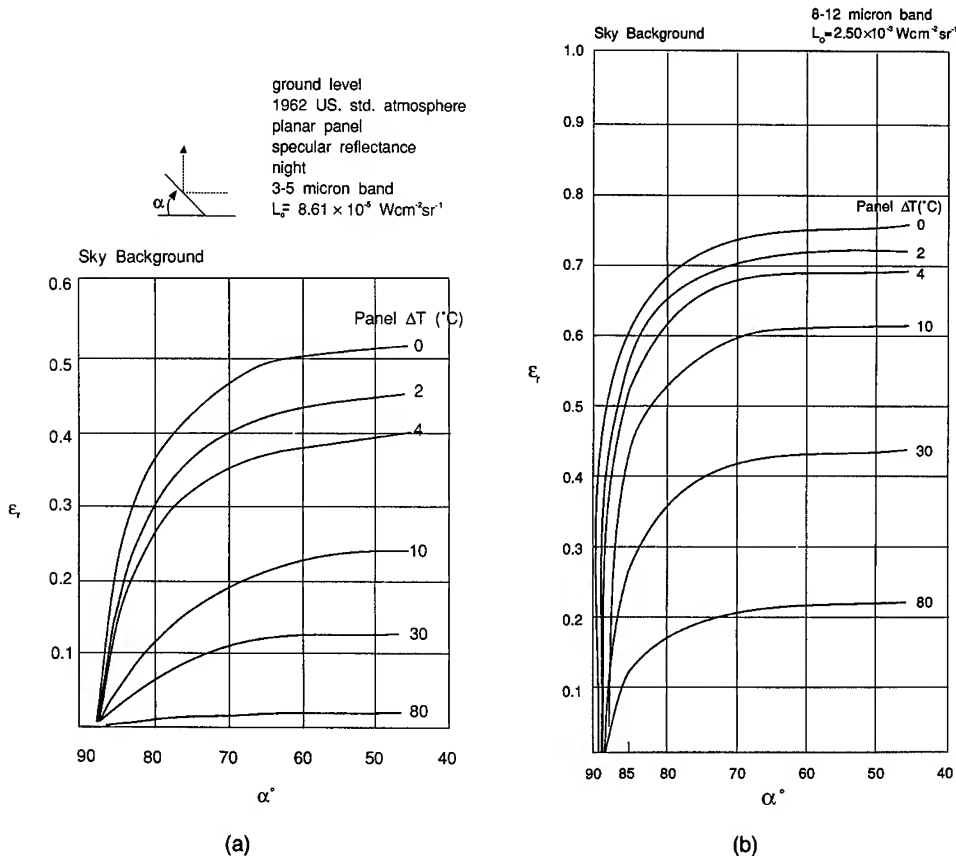 ground level
1962 US. std. atmosphere
planar panel
specular reflectance
night
3-5 micron band
L₀= 8.61 × 10⁻⁵ Wcm⁻²sr⁻¹
α
Sky Background
Panel ΔT (°C)
0.6
0.5
0.4
0.3
0.2
0.1
εᵣ
0
2
4
10
30
80
90
80
70
60
50
40
α°
(a)
8-12 micron band
L₀=2.50×10⁻³ Wcm⁻²sr⁻¹
Sky Background
1.0
0.9
0.8
0.7
0.6
0.5
0.4
0.3
0.2
0.1
εᵣ
Panel ΔT(°C)
0
2
4
10
30
80
90
85
80
70
60
50
40
α°
(b)